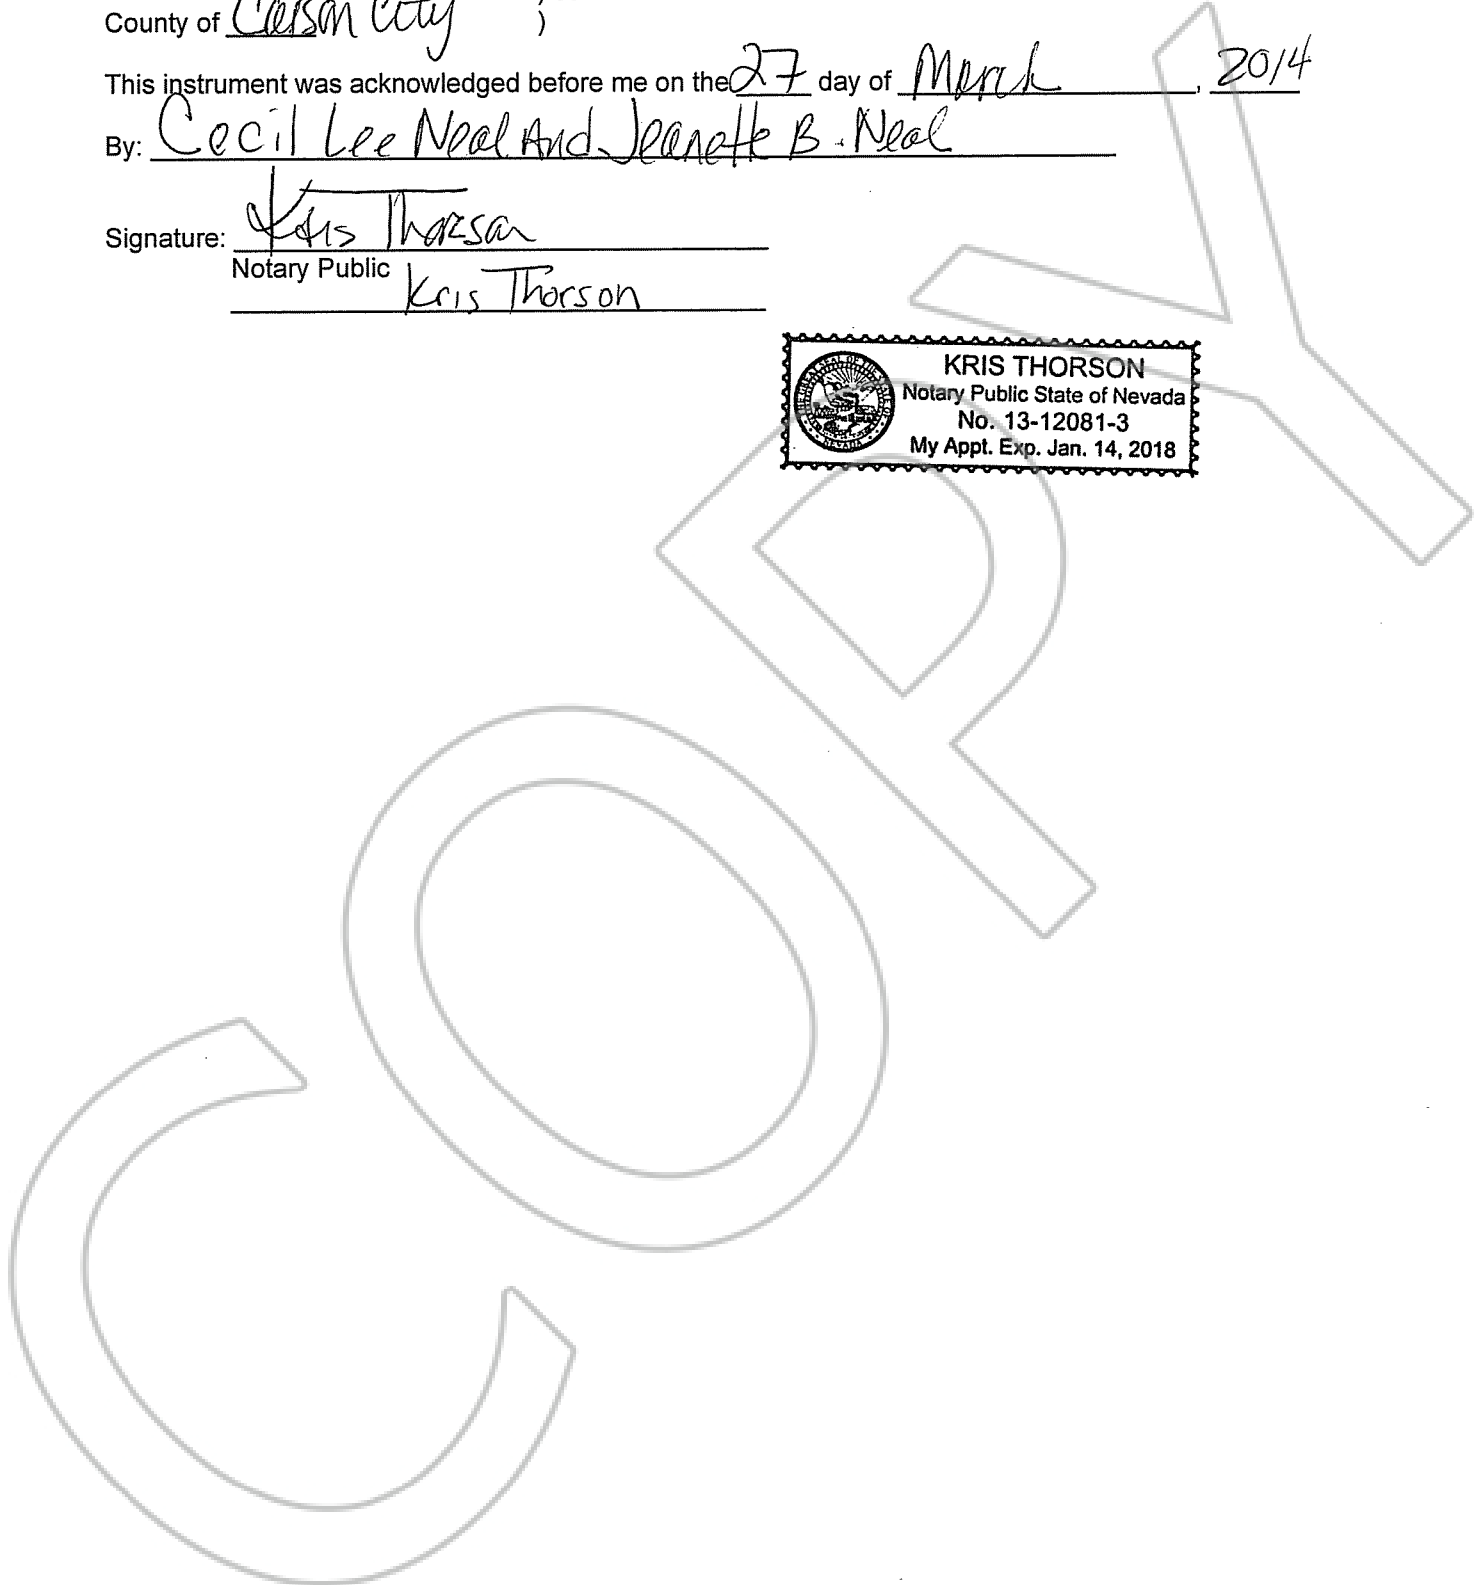 County of Carson City )
This instrument was acknowledged before me on the 27 day of March, 2014
By: Cecil Lee Neal And Jeanette B. Neal
Signature: Kris Thorson
Notary Public Kris Thorson
KRIS THORSON
Notary Public State of Nevada
No. 13-12081-3
My Appt. Exp. Jan. 14, 2018
COPY